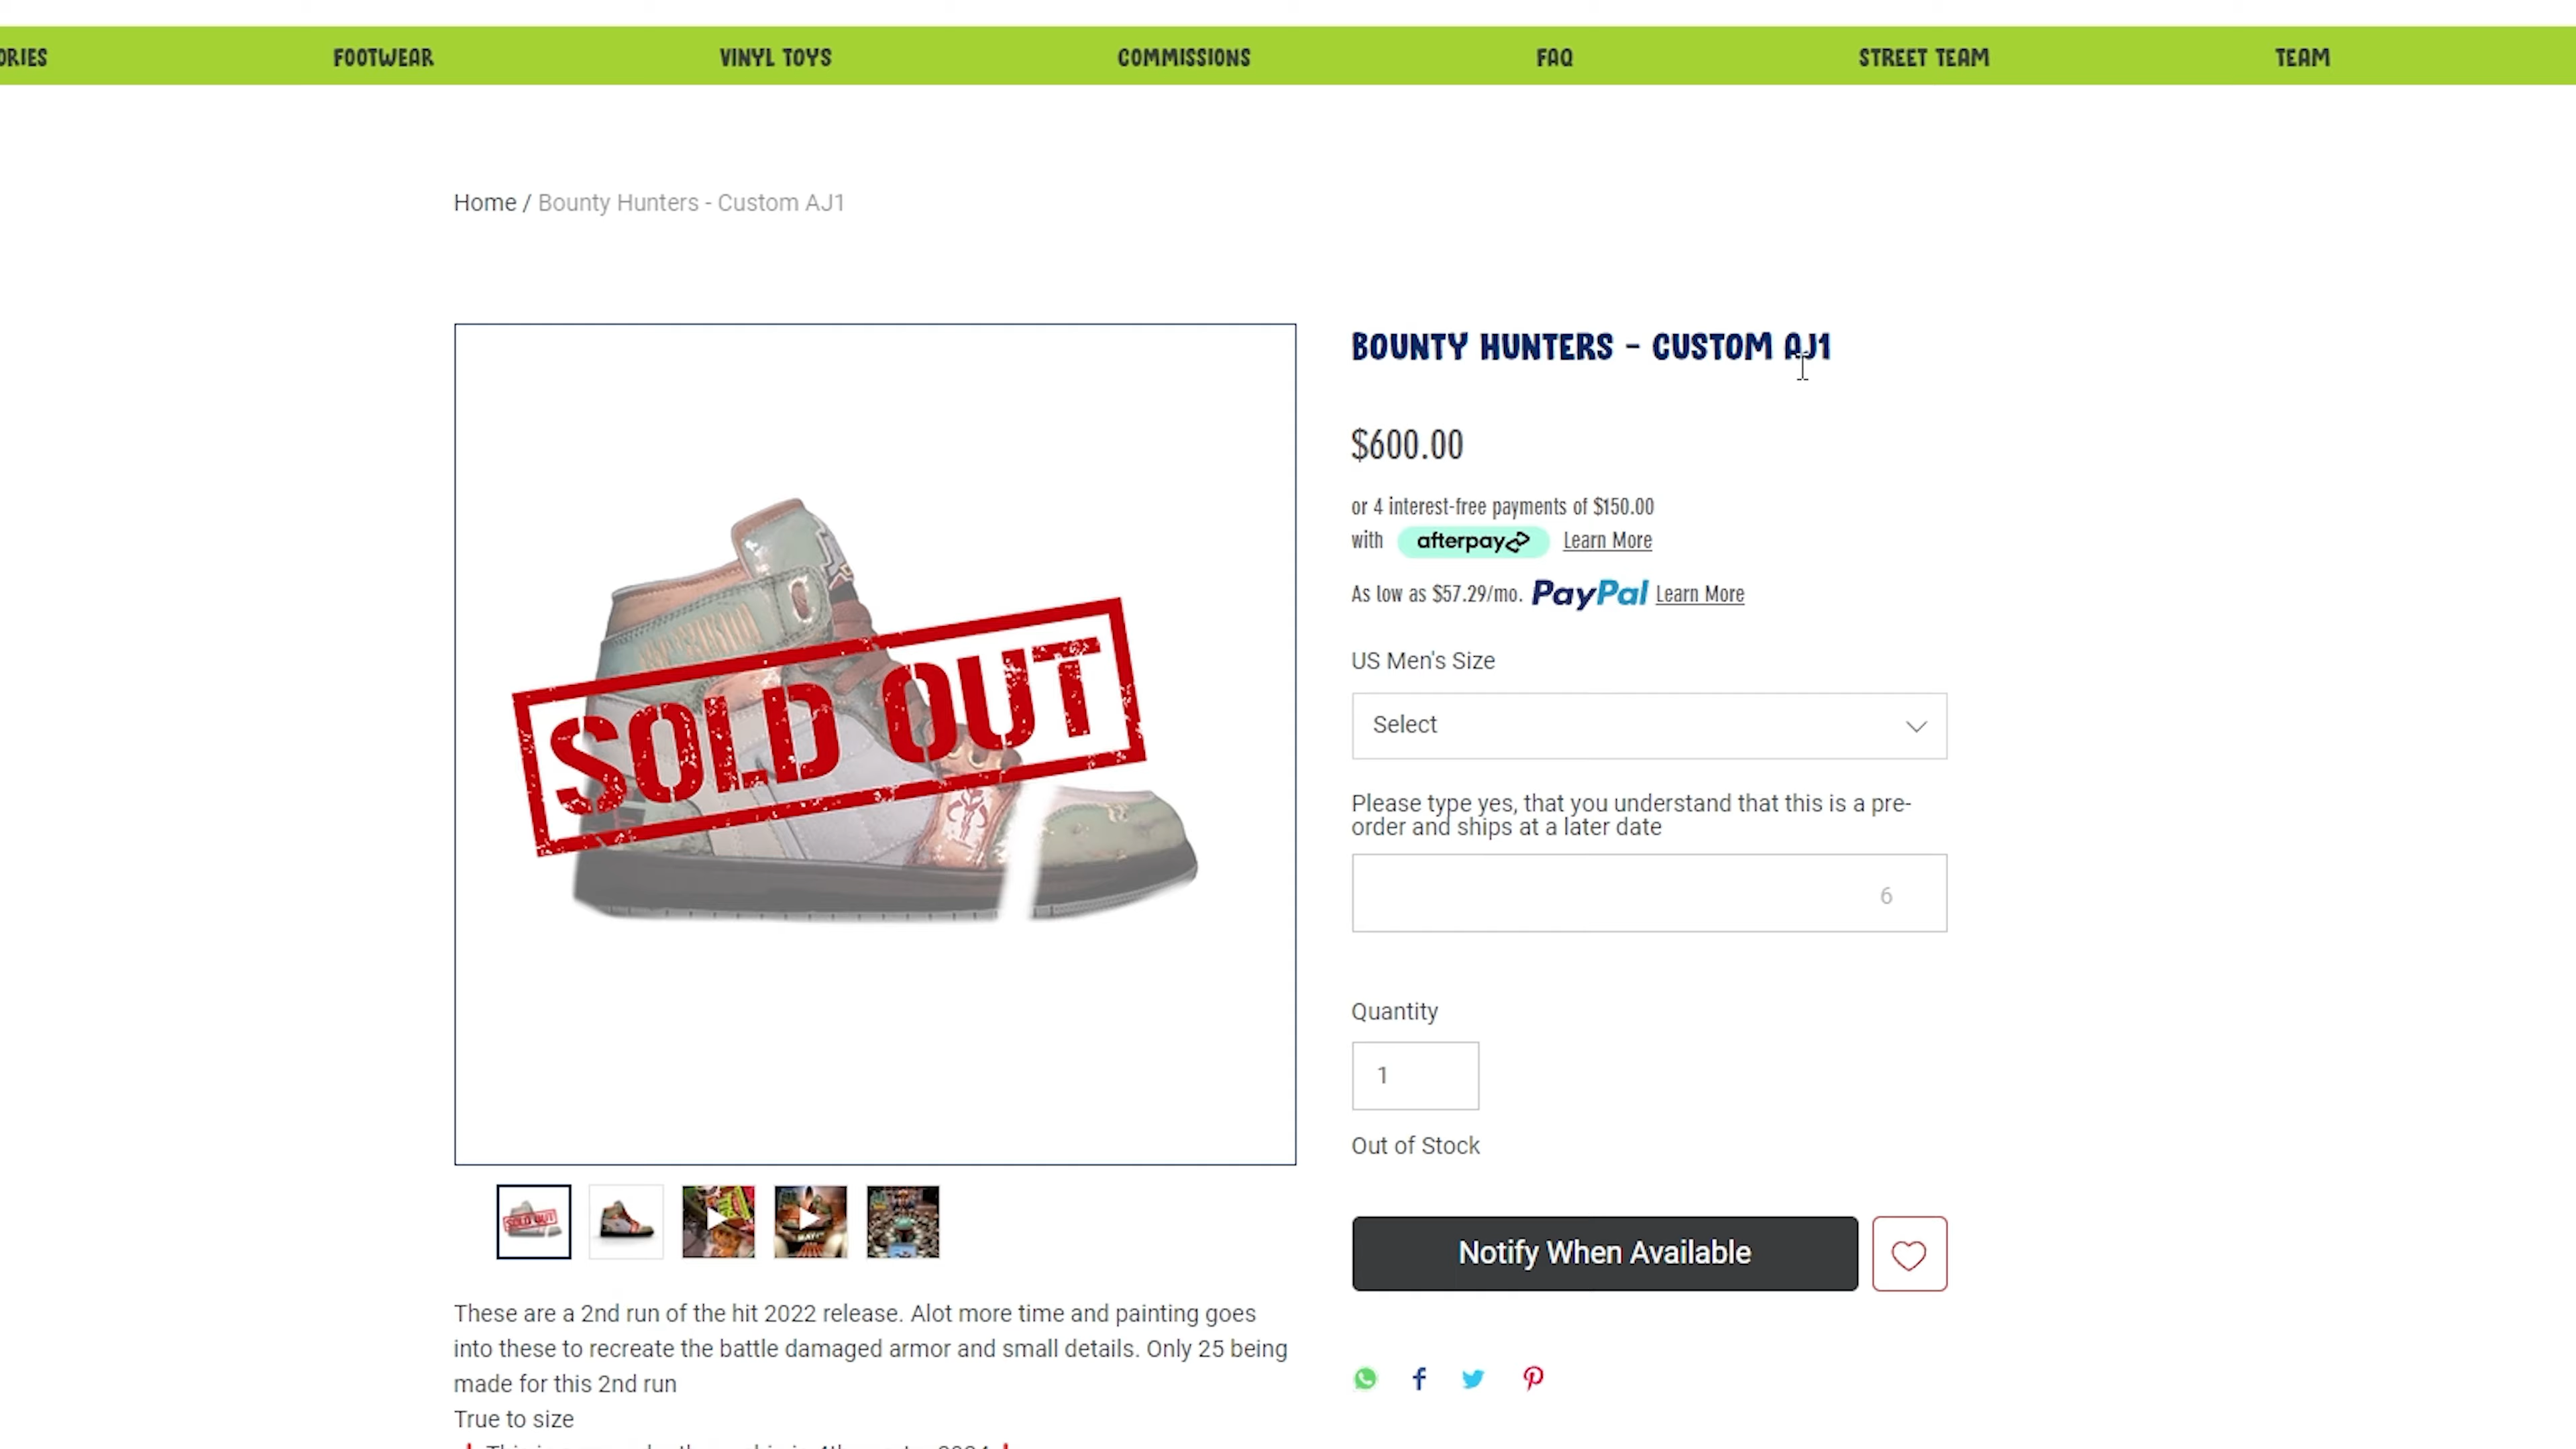 ORIES FOOTWEAR VINYL TOYS COMMISSIONS FAQ STREET TEAM TEAM
Home / Bounty Hunters - Custom AJ1
SOLD OUT
SOLD OUT
These are a 2nd run of the hit 2022 release. Alot more time and painting goes
into these to recreate the battle damaged armor and small details. Only 25 being
made for this 2nd run
True to size
BOUNTY HUNTERS - CUSTOM AJ1
$600.00
or 4 interest-free payments of $150.00
with afterpay Learn More
As low as $57.29/mo. PayPal Learn More
US Men's Size
Select
Please type yes, that you understand that this is a pre-
order and ships at a later date
6
Quantity
1
Out of Stock
Notify When Available